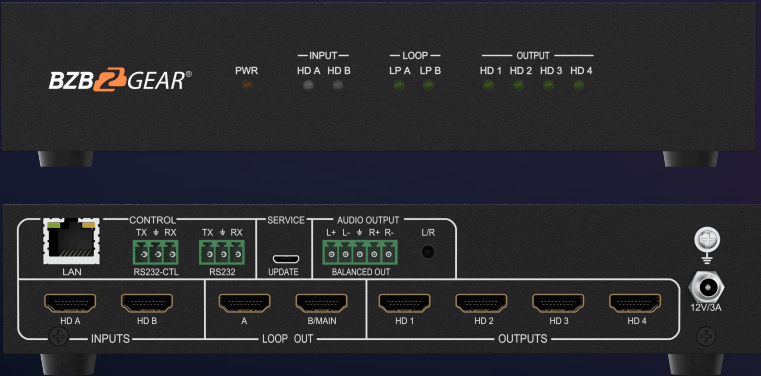 INPUT LOOP OUTPUT
BZB GEAR® PWR HD A HD B LP A LP B HD 1 HD 2 HD 3 HD 4
CONTROL SERVICE AUDIO OUTPUT
TX RX TX RX L+ L- R+ R- L/R
LAN RS232-CTL RS232 UPDATE BALANCED OUT
12V/3A
HD A HD B A B/MAIN HD 1 HD 2 HD 3 HD 4
INPUTS LOOP OUT OUTPUTS